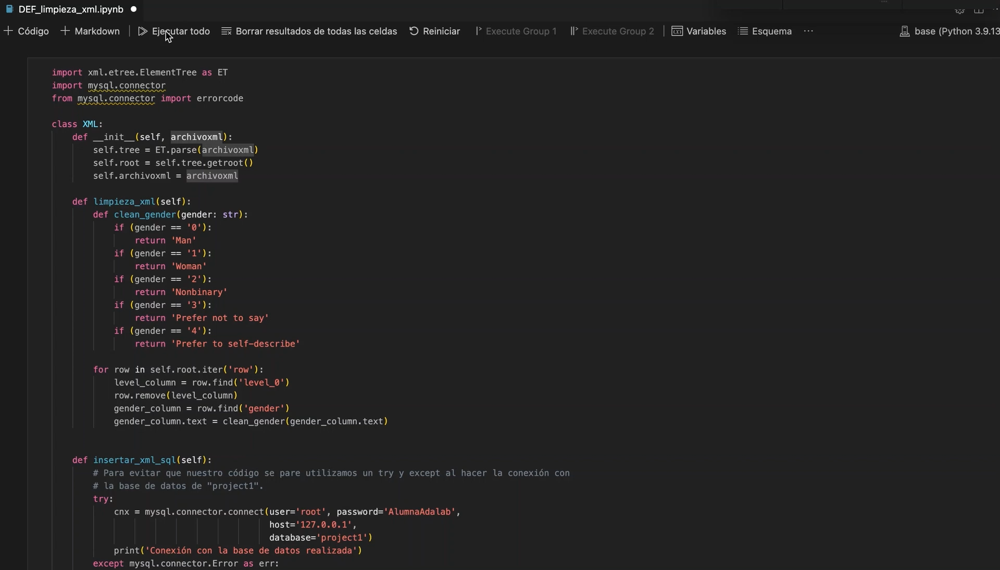 DEF_limpieza_xml.ipynb
Código Markdown Ejecutar todo Borrar resultados de todas las celdas Reiniciar Execute Group 1 Execute Group 2 Variables Esquema ... base (Python 3.9.13
import xml.etree.ElementTree as ET
import mysql.connector
from mysql.connector import errorcode
class XML:
    def __init__(self, archivoxml):
        self.tree = ET.parse(archivoxml)
        self.root = self.tree.getroot()
        self.archivoxml = archivoxml
    def limpieza_xml(self):
        def clean_gender(gender: str):
            if (gender == '0'):
                return 'Man'
            if (gender == '1'):
                return 'Woman'
            if (gender == '2'):
                return 'Nonbinary'
            if (gender == '3'):
                return 'Prefer not to say'
            if (gender == '4'):
                return 'Prefer to self-describe'
        for row in self.root.iter('row'):
            level_column = row.find('level_0')
            row.remove(level_column)
            gender_column = row.find('gender')
            gender_column.text = clean_gender(gender_column.text)
    def insertar_xml_sql(self):
        # Para evitar que nuestro código se pare utilizamos un try y except al hacer la conexión con
        # la base de datos de "project1".
        try:
            cnx = mysql.connector.connect(user='root', password='AlumnaAdalab',
                                          host='127.0.0.1',
                                          database='project1')
            print('Conexión con la base de datos realizada')
        except mysql.connector.Error as err: